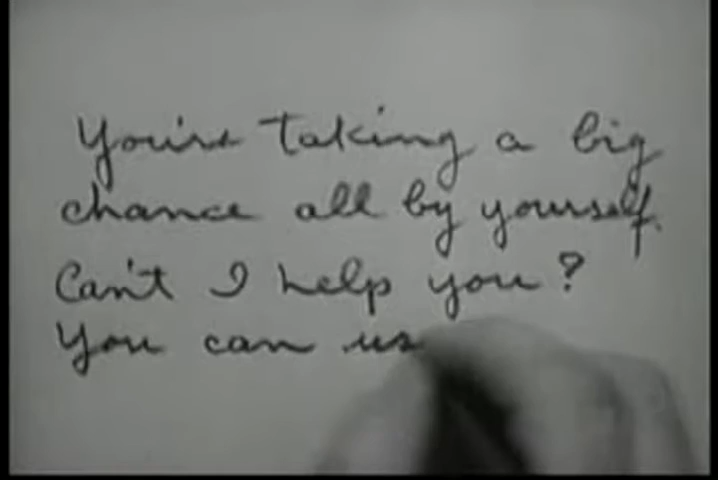 You're taking a big
chance all by yourself.
Can't I help you?
You can us